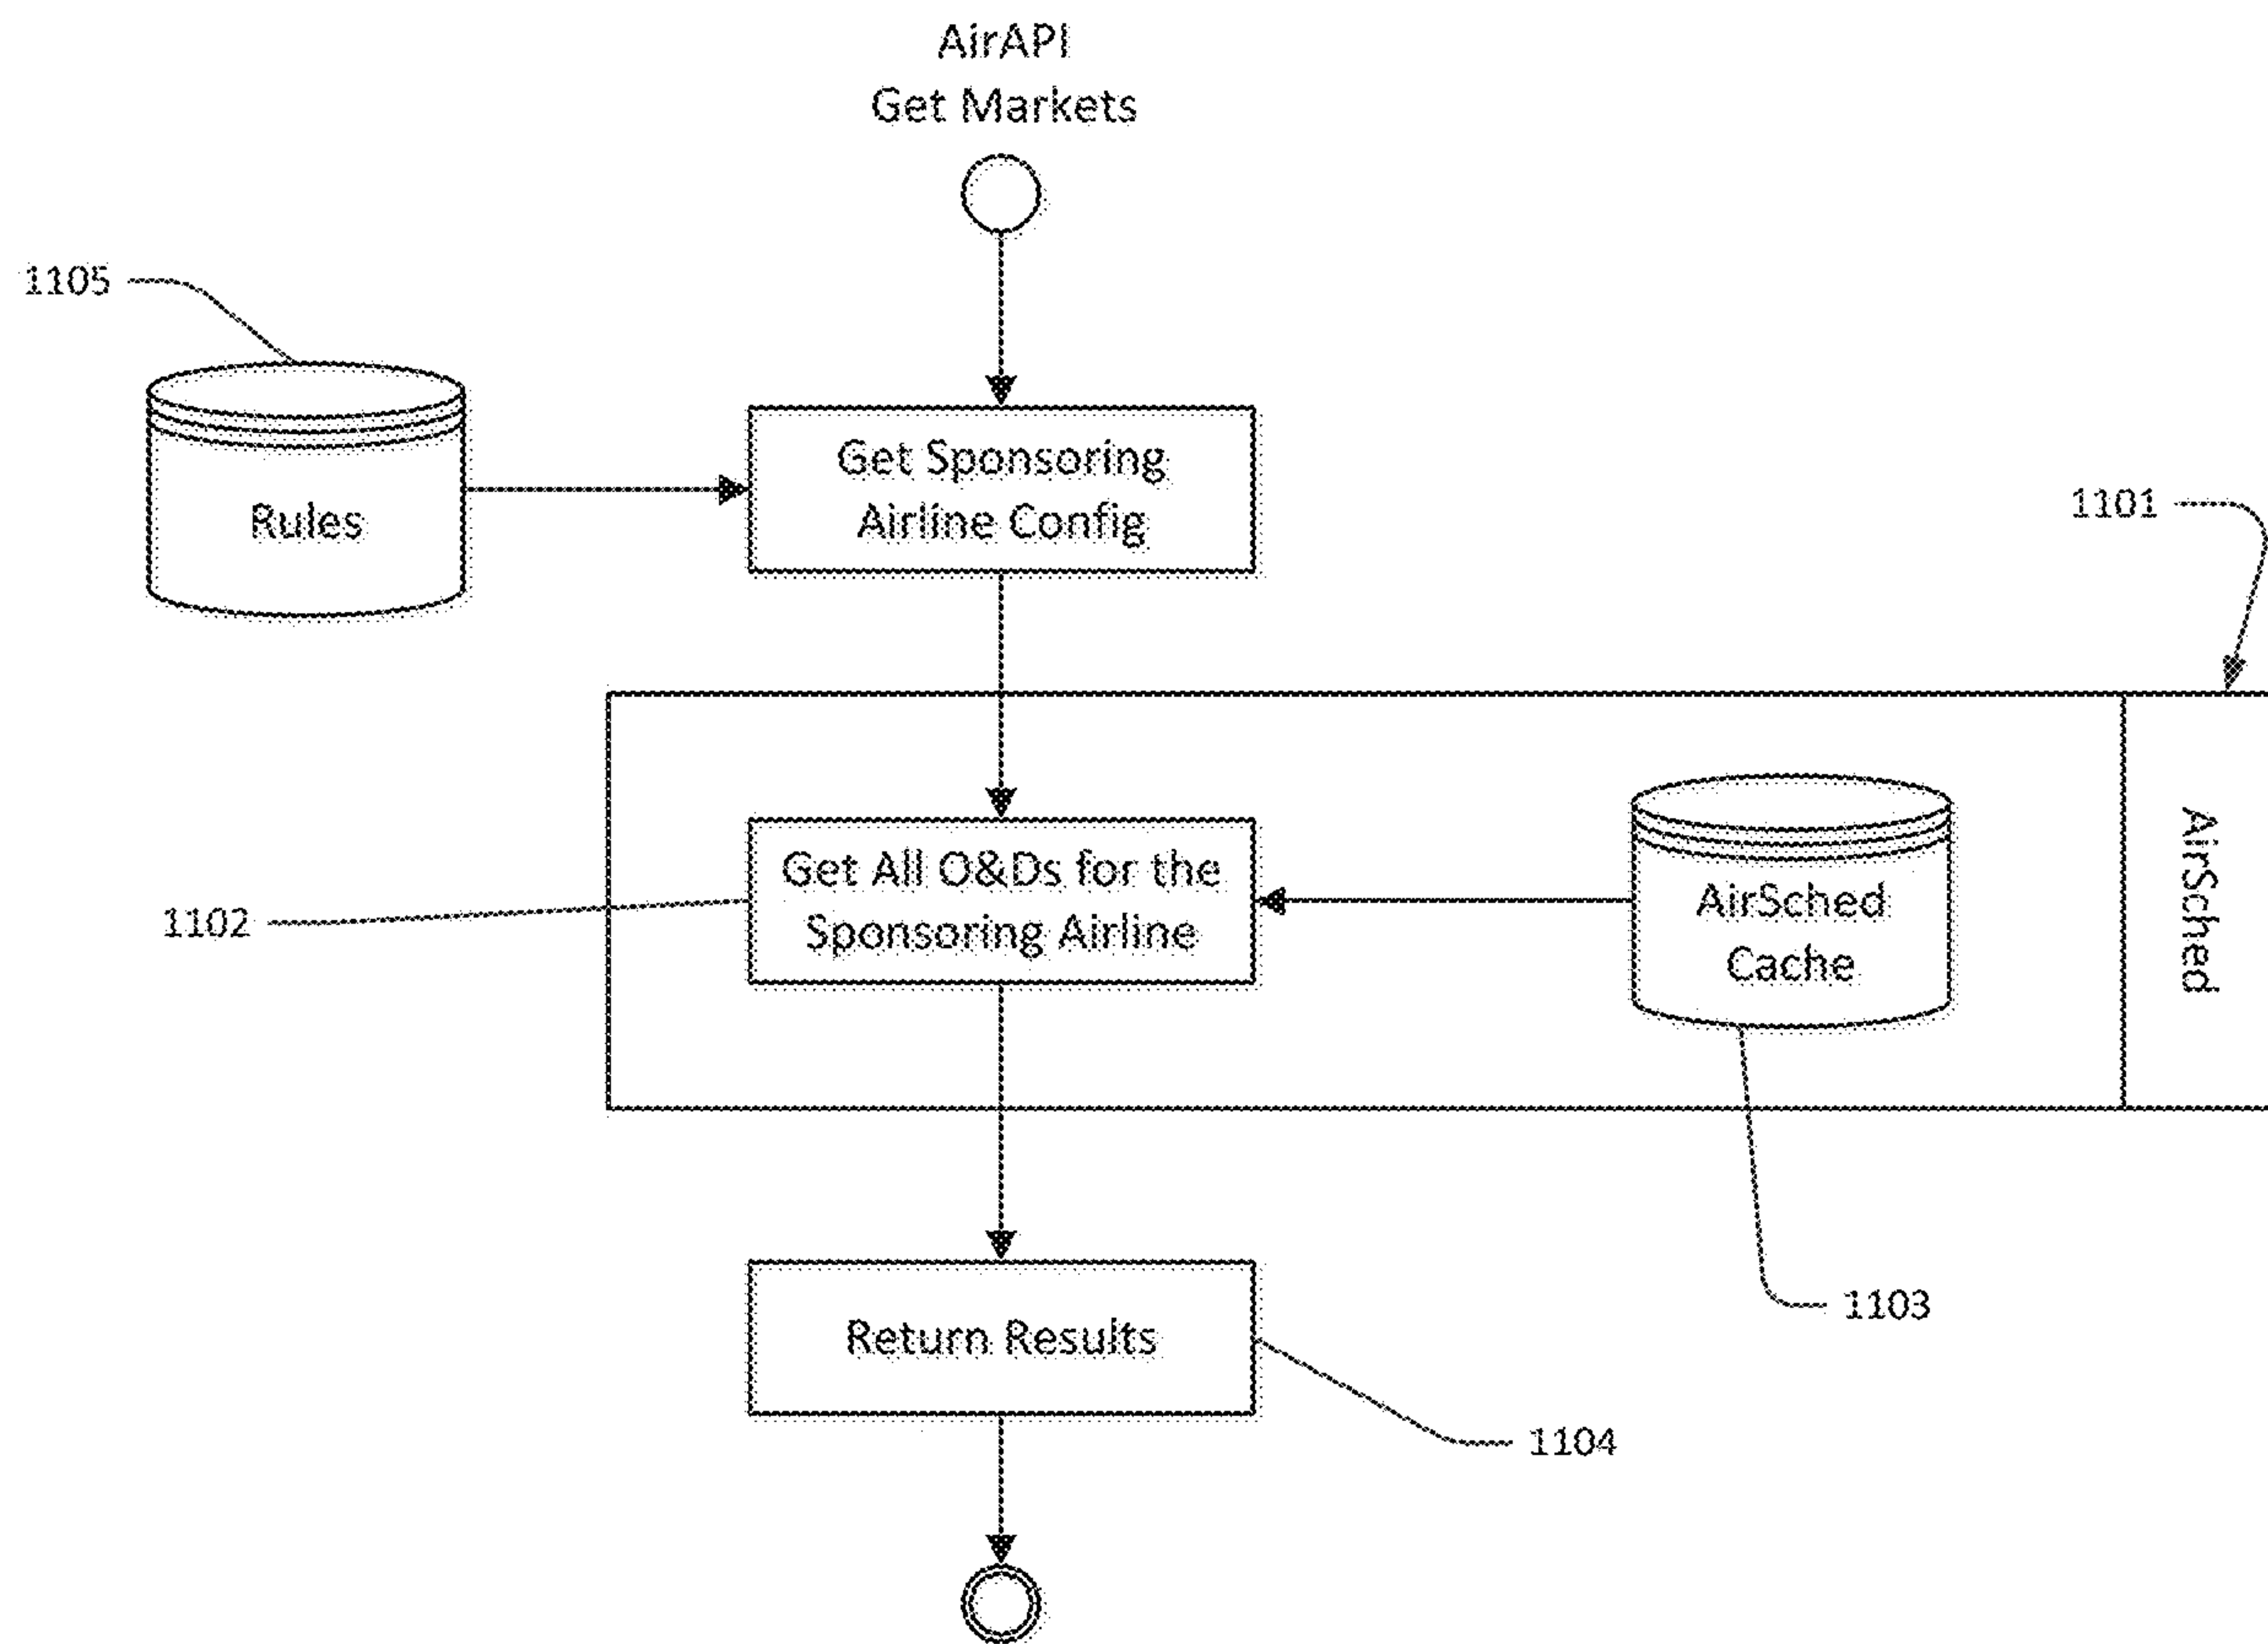 AirAPI
Get Markets
1105
Rules
Get Sponsoring
Airline Config
1101
AirSched
Get All O&Ds for the
Sponsoring Airline
AirSched
Cache
1102
1103
Return Results
1104